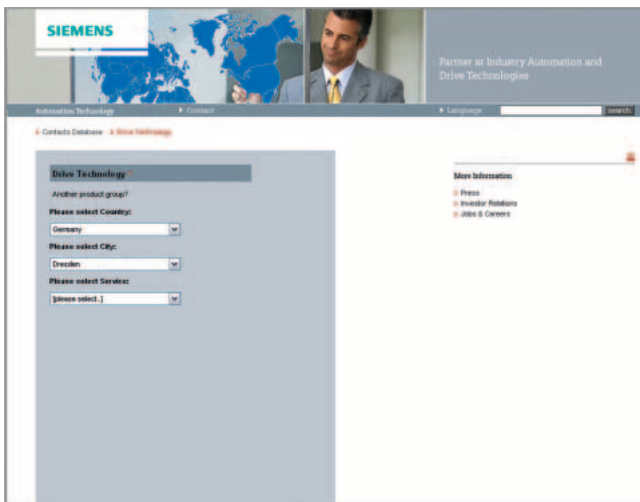 SIEMENS
Partner at Industry Automation and
Drive Technologies
Automation Technology
Contact
Language
search
Contacts Database
Drive Technology
Drive Technology
Another product group?
Please select Country:
Germany
Please select City:
Dresden
Please select Service:
[please select..]
More Information
Press
Investor Relations
Jobs & Careers